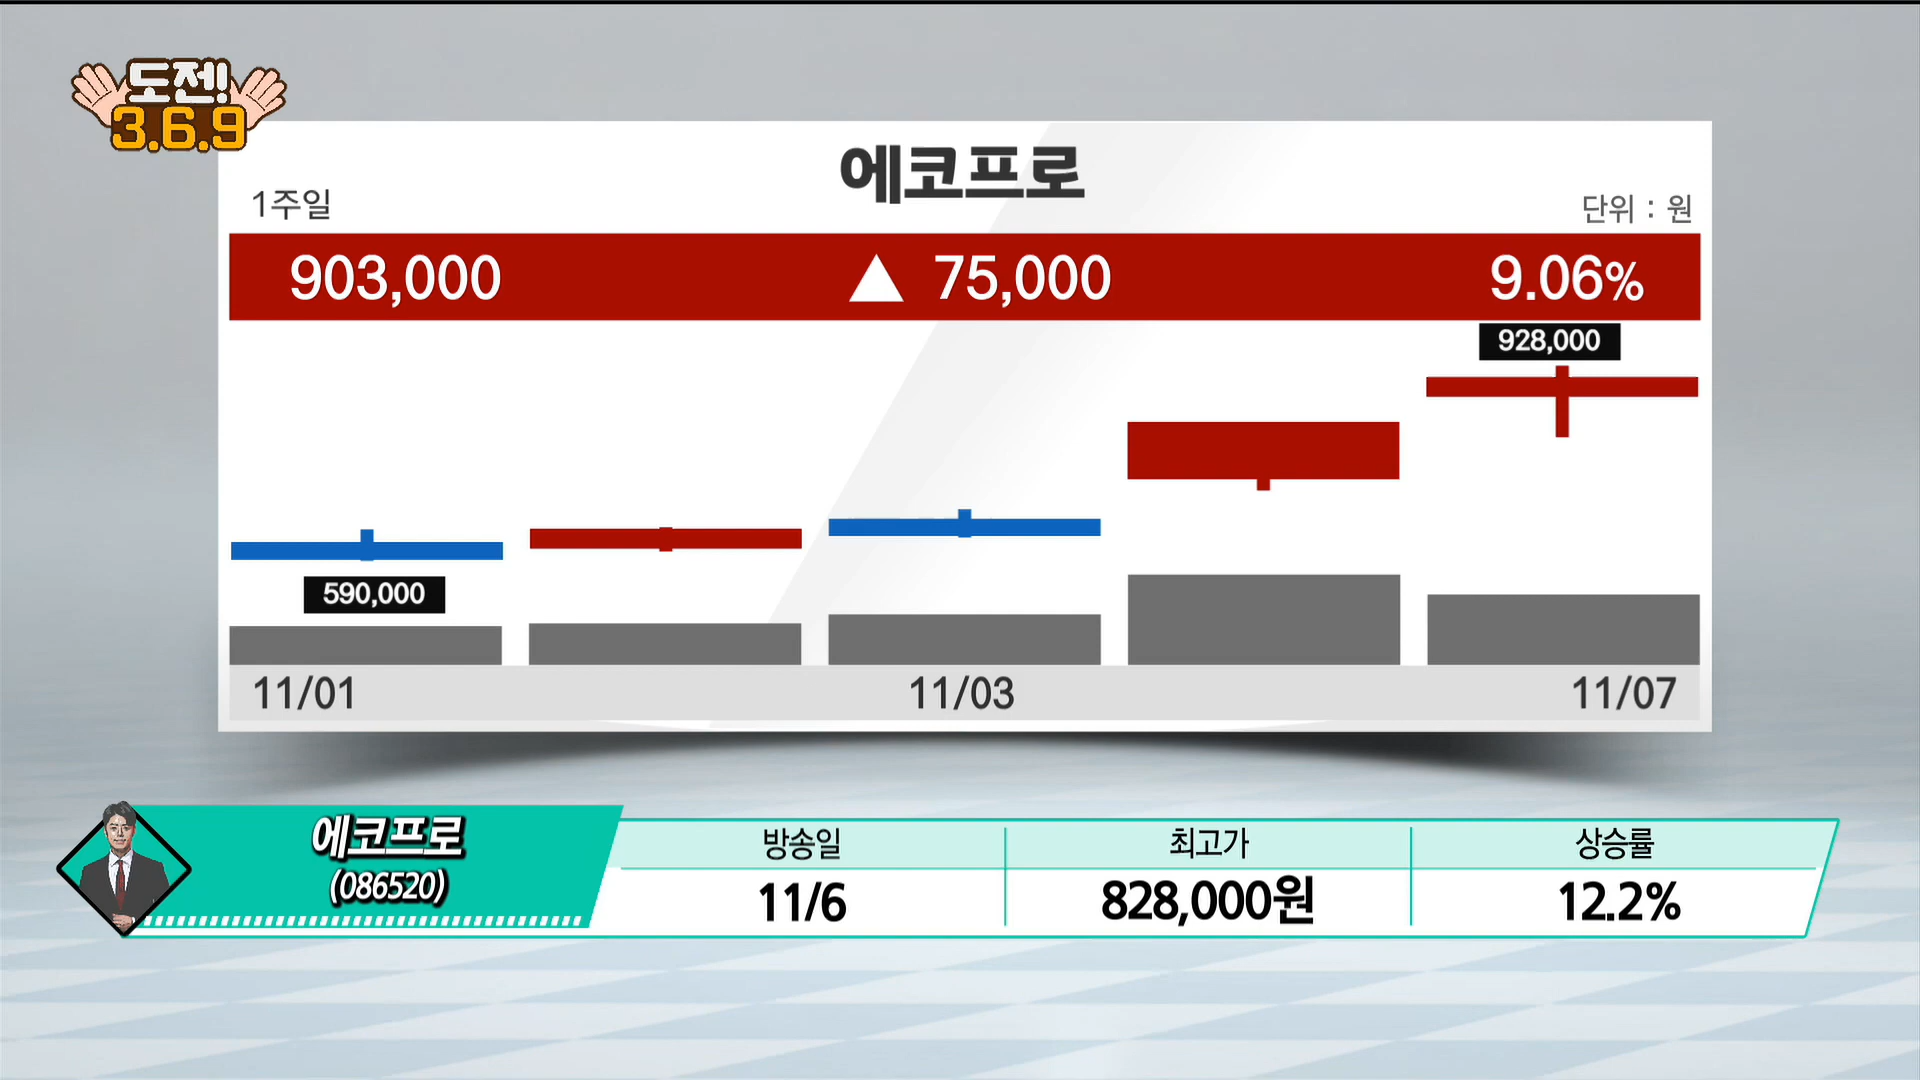 도전!
3.6.9
에코프로
1주일
단위 : 원
903,000 ▲ 75,000 9.06%
928,000
590,000
11/01 11/03 11/07
에코프로
(086520)
방송일 최고가 상승률
11/6 828,000원 12.2%